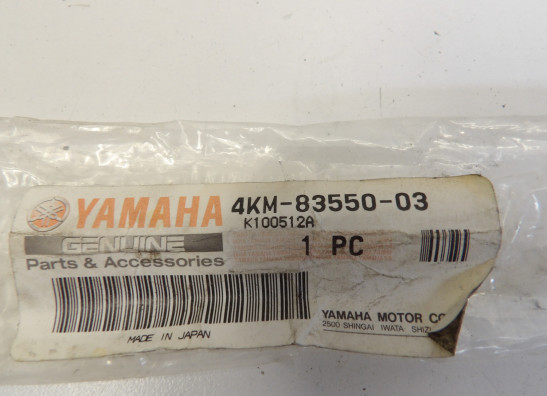 YAMAHA 4KM-83550-03
K100512A
GENUINE 1 PC
Parts & Accessories
YAMAHA MOTOR CO
2500 SHINGAI IWATA SHIZ
MADE IN JAPAN